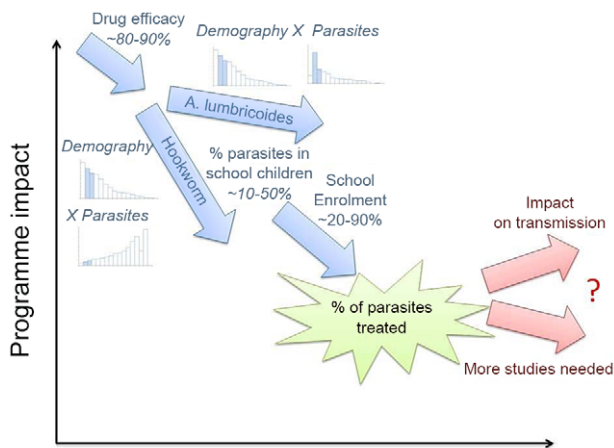 Drug efficacy
~80-90%
Demography X Parasites
A. lumbricoides
Hookworm
Demography
X Parasites
% parasites in
school children
~10-50%
School
Enrolment
~20-90%
% of parasites
treated
Impact
on transmission
?
More studies needed
Programme impact